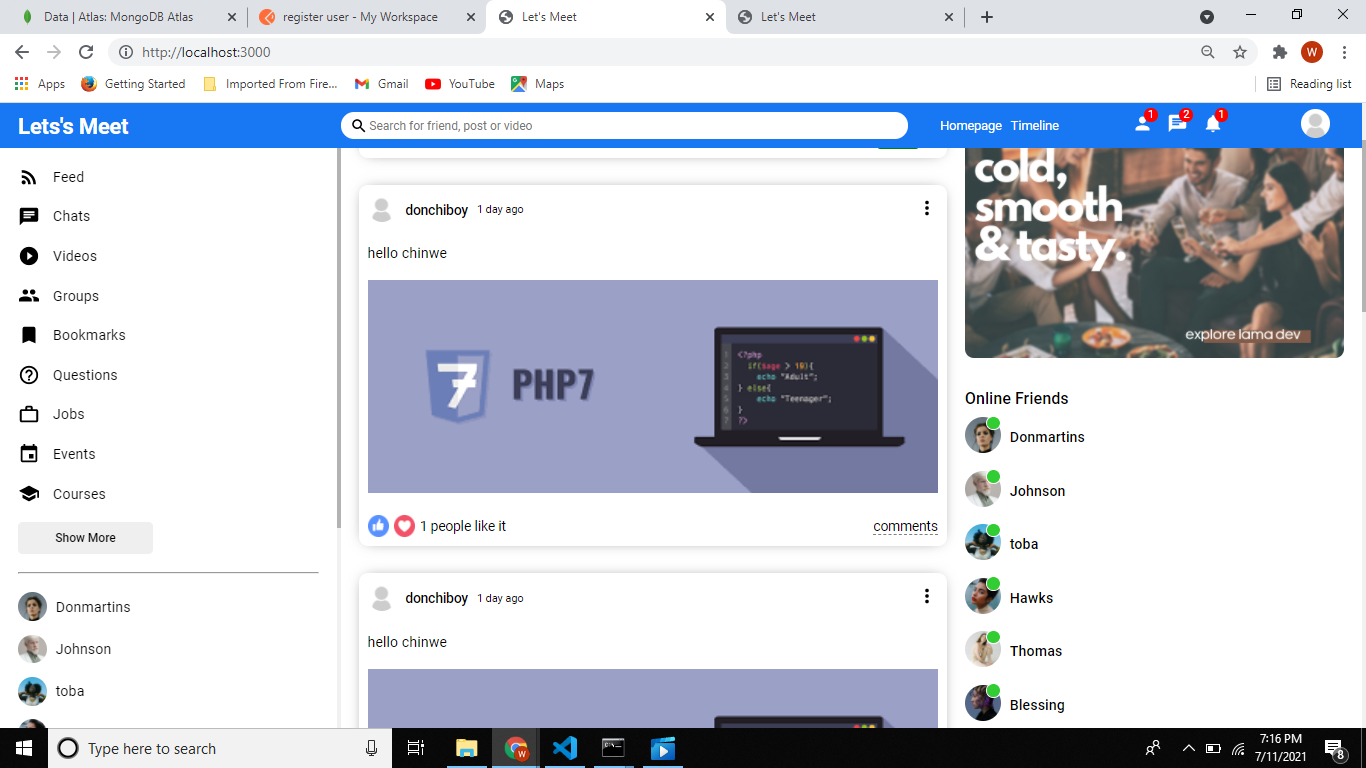 Data | Atlas: MongoDB Atlas
register user - My Workspace
Let's Meet
Let's Meet
http://localhost:3000
W
Apps
Getting Started
Imported From Fire...
Gmail
YouTube
Maps
Reading list
Lets's Meet
Search for friend, post or video
Homepage
Timeline
1
2
1
Feed
Chats
Videos
Groups
Bookmarks
Questions
Jobs
Events
Courses
Show More
Donmartins
Johnson
toba
donchiboy 1 day ago
hello chinwe
7
PHP7
1 <?php
2 if($age > 19){
3 echo "Adult";
4 } else{
5 echo "Teenager";
6 }
7 ?>
1 people like it
comments
donchiboy 1 day ago
hello chinwe
cold,
smooth
& tasty.
explore lama dev
Online Friends
Donmartins
Johnson
toba
Hawks
Thomas
Blessing
Type here to search
W
7:16 PM
7/11/2021
8